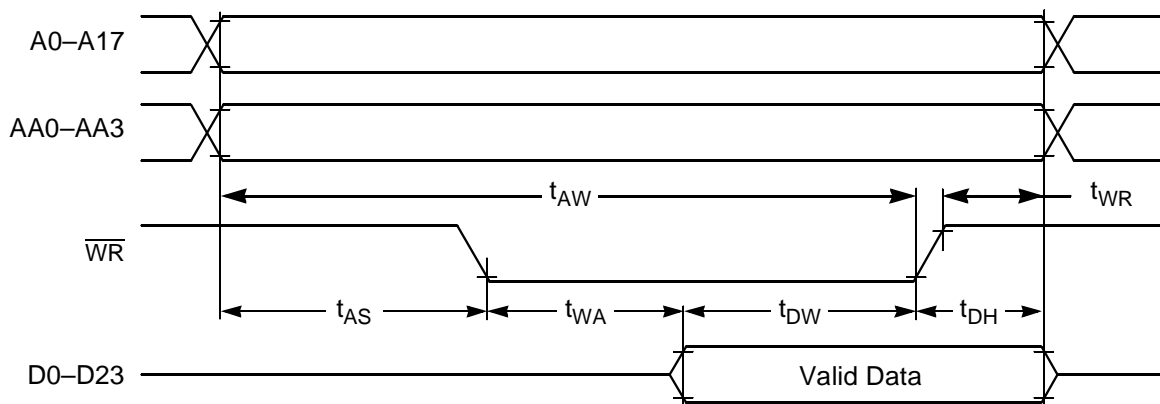 A0–A17
AA0–AA3
tAW
tWR
WR
tAS
tWA
tDW
tDH
D0–D23
Valid Data